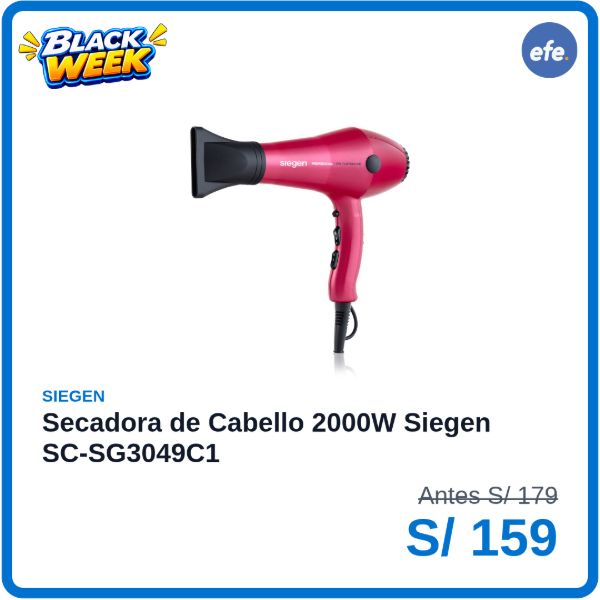 BLACK
WEEK
efe.
siegen
SIEGEN
Secadora de Cabello 2000W Siegen
SC-SG3049C1
Antes S/ 179
S/ 159